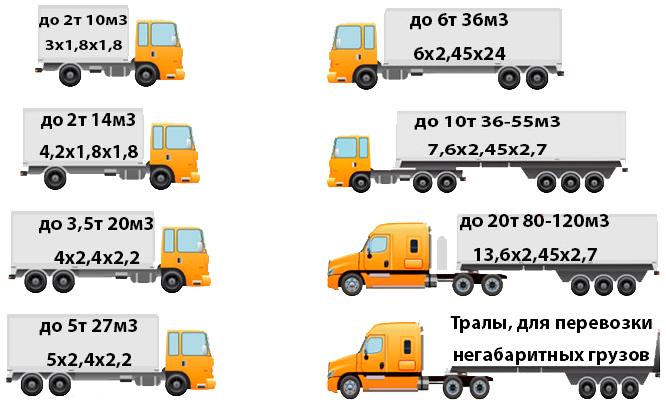 до 2т 10м3
3х1,8х1,8
до 2т 14м3
4,2х1,8х1,8
до 3,5т 20м3
4х2,4х2,2
до 5т 27м3
5х2,4х2,2
до 6т 36м3
6х2,45х24
до 10т 36-55м3
7,6х2,45х2,7
до 20т 80-120м3
13,6х2,45х2,7
Тралы, для перевозки
негабаритных грузов